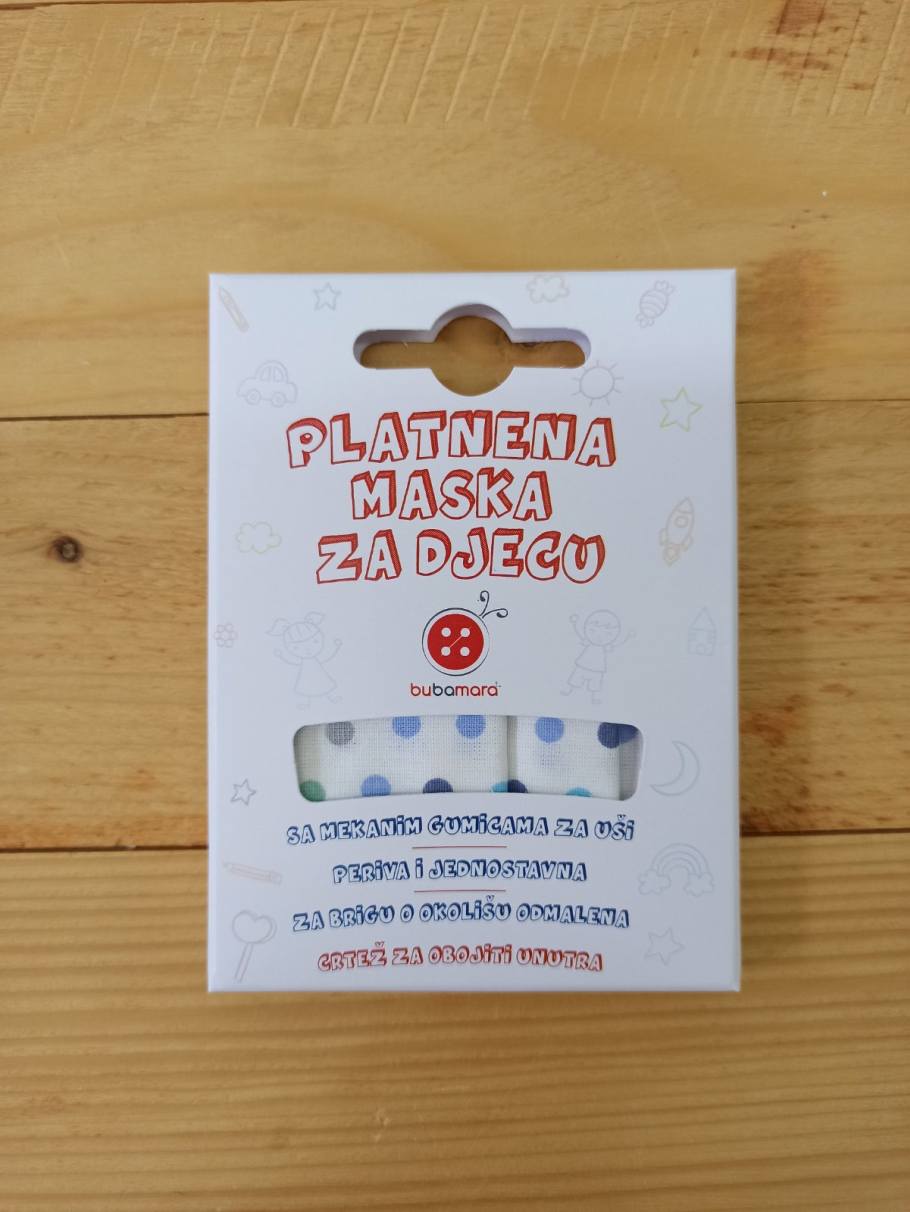 PLATNENA
MASKA
ZA DJECU
bubamara
SA MEKANiM GUMiCAMA ZA UŠi
PERiVA i JEDNOSTAVNA
ZA BRiGU O OKOLiŠU ODMALENA
CRTEŽ ZA OBOJiTi UNUTRA